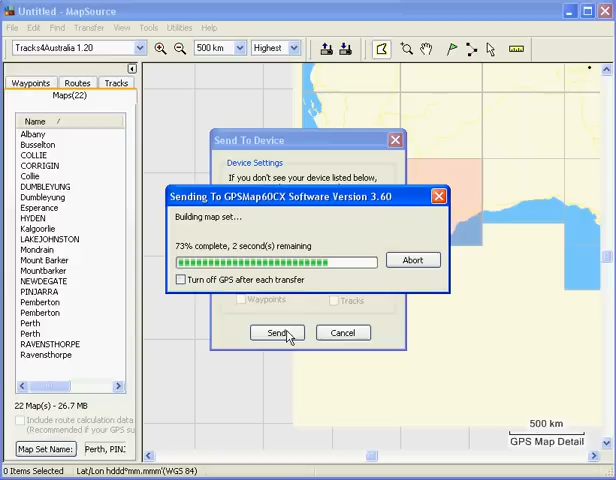 Untitled - MapSource
File Edit Find Transfer View Tools Utilities Help
Tracks4Australia 1.20
500 km
Highest
Waypoints
Routes
Tracks
Maps(22)
Name
Albany
Busselton
COLLIE
CORRIGIN
Collie
DUMBLEYUNG
Dumbleyung
Esperance
HYDEN
Kalgoorlie
LAKEJOHNSTON
Mondrain
Mount Barker
Mountbarker
NEWDEGATE
PINJARRA
Pemberton
Pemberton
Perth
Perth
RAVENSTHORPE
Ravensthorpe
22 Map(s) - 26.7 MB
Include route calculation data
(Recommended if your GPS su
Map Set Name:
Perth, PIN
Send To Device
Device Settings
If you don't see your device listed below,
Sending To GPSMap60CX Software Version 3.60
Building map set...
73% complete, 2 second(s) remaining
Abort
Turn off GPS after each transfer
Waypoints
Tracks
Send
Cancel
500 km
GPS Map Detail
0 Items Selected
Lat/Lon hddd°mm.mmm'(WGS 84)